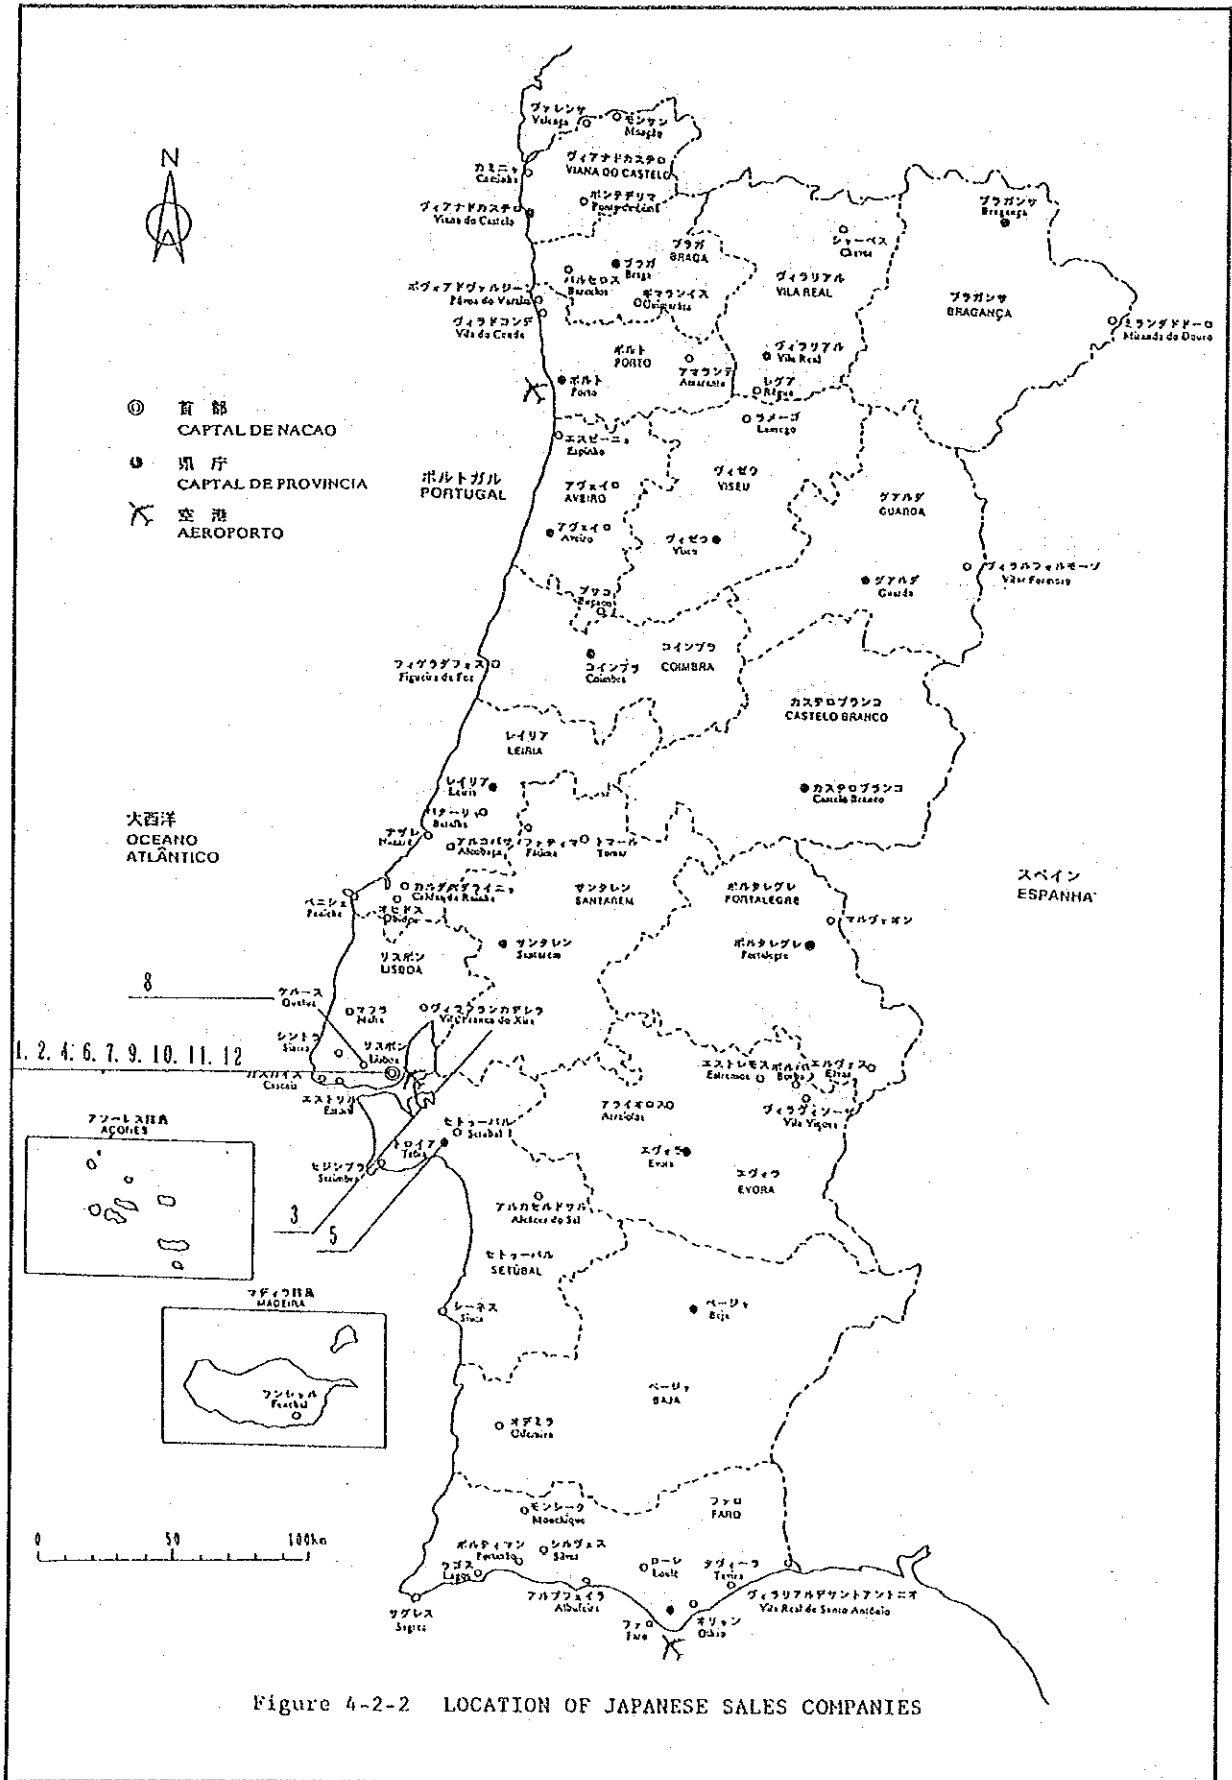 N
ヴァレンサ
Valença
モンサン
Monção
ヴィアナドカステロ
VIANA DO CASTELO
カミニャ
Caminha
ポンテデリマ
Ponte de Lima
ヴィアナドカステロ
Viana do Castelo
ブラガンサ
Bragança
シャーベス
Chaves
ブラガ
BRAGA
ブラガ
Braga
バルセロス
Barcelos
ギマランイス
Guimarães
ヴィラリアル
VILA REAL
ブラガンサ
BRAGANÇA
ポヴィアドヴァルジーン
Póvoa do Varzim
ヴィラドコンデ
Vila do Conde
ミランダドドーロ
Miranda do Douro
ポルト
PORTO
アマランテ
Amarante
ヴィラリアル
Vila Real
レグア
Régua
ポルト
Porto
ラメーゴ
Lamego
首都
CAPTAL DE NACAO
県庁
CAPTAL DE PROVINCIA
空港
AEROPORTO
エスピーニョ
Espinho
ポルトガル
PORTUGAL
アヴェイロ
AVEIRO
ヴィゼウ
VISEU
グアルダ
GUARDA
アヴェイロ
Aveiro
ヴィゼウ
Viseu
ヴィラルフォルモーゾ
Vilar Formoso
グアルダ
Guarda
ブサコ
Buçaco
コインブラ
COIMBRA
コインブラ
Coimbra
フィゲラダフォス
Figueira da Foz
カステロブランコ
CASTELO BRANCO
レイリア
LEIRIA
レイリア
Leiria
カステロブランコ
Castelo Branco
バターリャ
Batalha
大西洋
OCEANO
ATLÂNTICO
ナザレ
Nazaré
アルコバサ
Alcobaça
ファティマ
Fátima
トマール
Tomar
スペイン
ESPANHA
カルダスダライーニャ
Caldas da Rainha
ペニシェ
Peniche
オビドス
Óbidos
サンタレン
SANTARÉM
ポルタレグレ
PORTALEGRE
マルヴァオン
サンタレン
Santarém
ポルタレグレ
Portalegre
リスボン
LISBOA
8
ケルース
Queluz
マフラ
Mafra
ヴィラフランカデシラ
Vila Franca de Xira
シントラ
Sintra
リスボン
Lisboa
1. 2. 4. 6. 7. 9. 10. 11. 12
カスカイス
Cascais
エストリル
Estoril
エストレモス
Estremoz
ボルバ
Borba
エルヴァス
Elvas
ヴィラヴィソーザ
Vila Viçosa
アライオロス
Arraiolos
アソーレス諸島
AÇORES
セトゥーバル
Setúbal
トロイア
Tróia
セジンブラ
Sesimbra
エヴォラ
Evora
エヴォラ
EVORA
3
5
アルカセルドサル
Alcácer do Sal
セトゥーバル
SETÚBAL
マディラ諸島
MADEIRA
シーネス
Sines
ベージャ
Beja
フンシャル
Funchal
ベージャ
BAJA
オデミラ
Odemira
モンシーク
Monchique
ファロ
FARO
0 50 100km
ポルティマン
Portimão
シルヴェス
Silves
ローレ
Loulé
タヴィーラ
Tavira
ラゴス
Lagos
アルブフェイラ
Albufeira
ヴィラリアルデサントアントニオ
Vila Real de Santo António
サグレス
Sagres
ファロ
Faro
オリャン
Olhão
Figure 4-2-2 LOCATION OF JAPANESE SALES COMPANIES